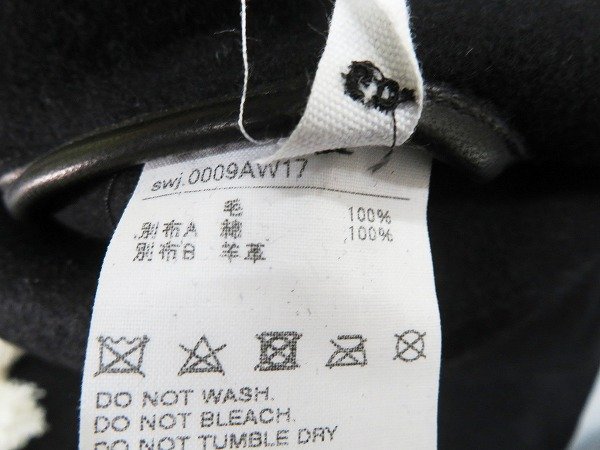 swj.0009AW17
毛 100%
別布A 綿 100%
別布B 羊革
DO NOT WASH.
DO NOT BLEACH.
DO NOT TUMBLE DRY